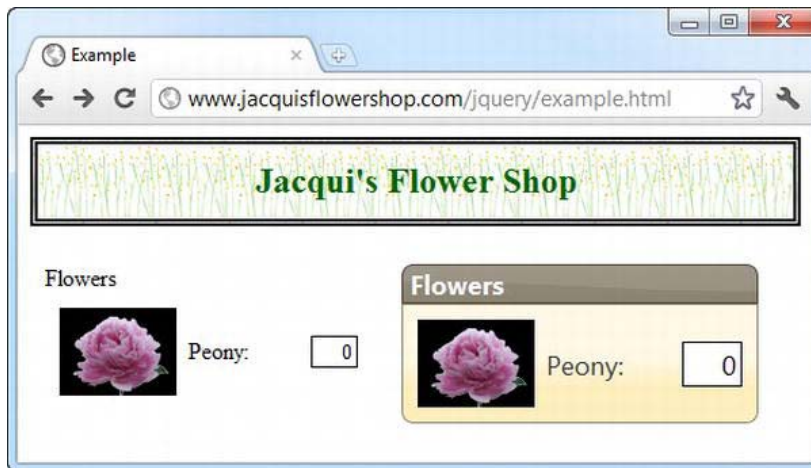 Example
www.jacquisflowershop.com/jquery/example.html
Jacqui's Flower Shop
Flowers
Peony: 0
Flowers
Peony: 0